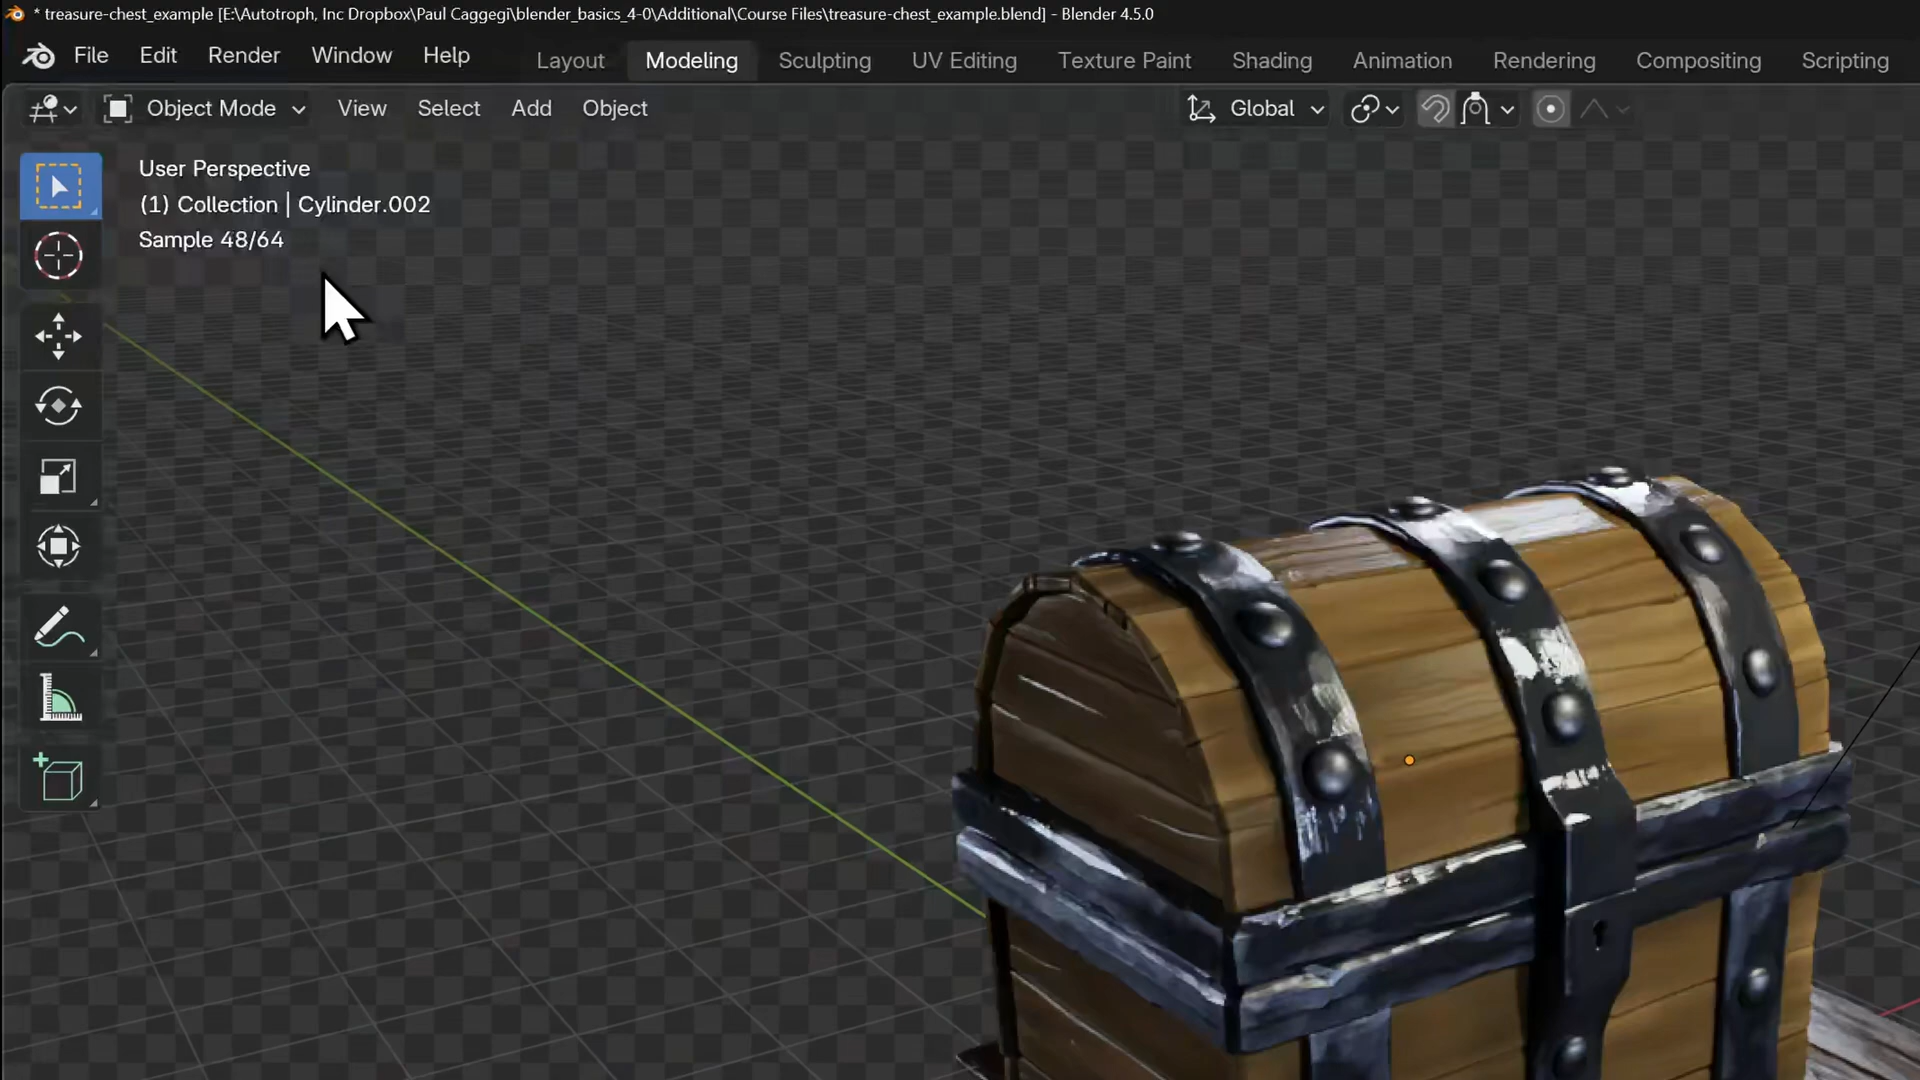 * treasure-chest_example [E:\Autotroph, Inc Dropbox\Paul Caggegi\blender_basics_4-0\Additional\Course Files\treasure-chest_example.blend] - Blender 4.5.0
File Edit Render Window Help Layout Modeling Sculpting UV Editing Texture Paint Shading Animation Rendering Compositing Scripting
Object Mode View Select Add Object Global
User Perspective
(1) Collection | Cylinder.002
Sample 48/64